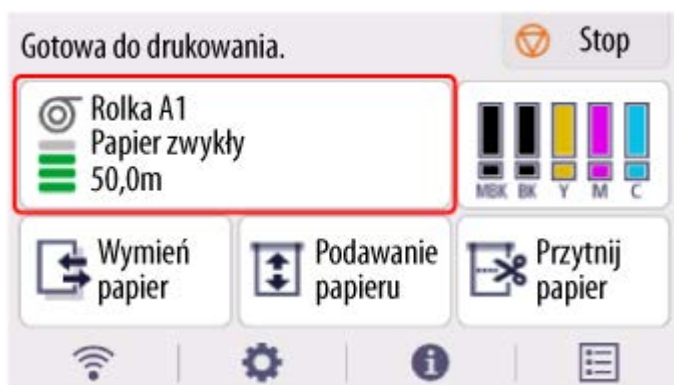 Gotowa do drukowania.
Stop
Rolka A1
Papier zwykły
50,0m
MBK BK Y M C
Wymień
papier
Podawanie
papieru
Przytnij
papier